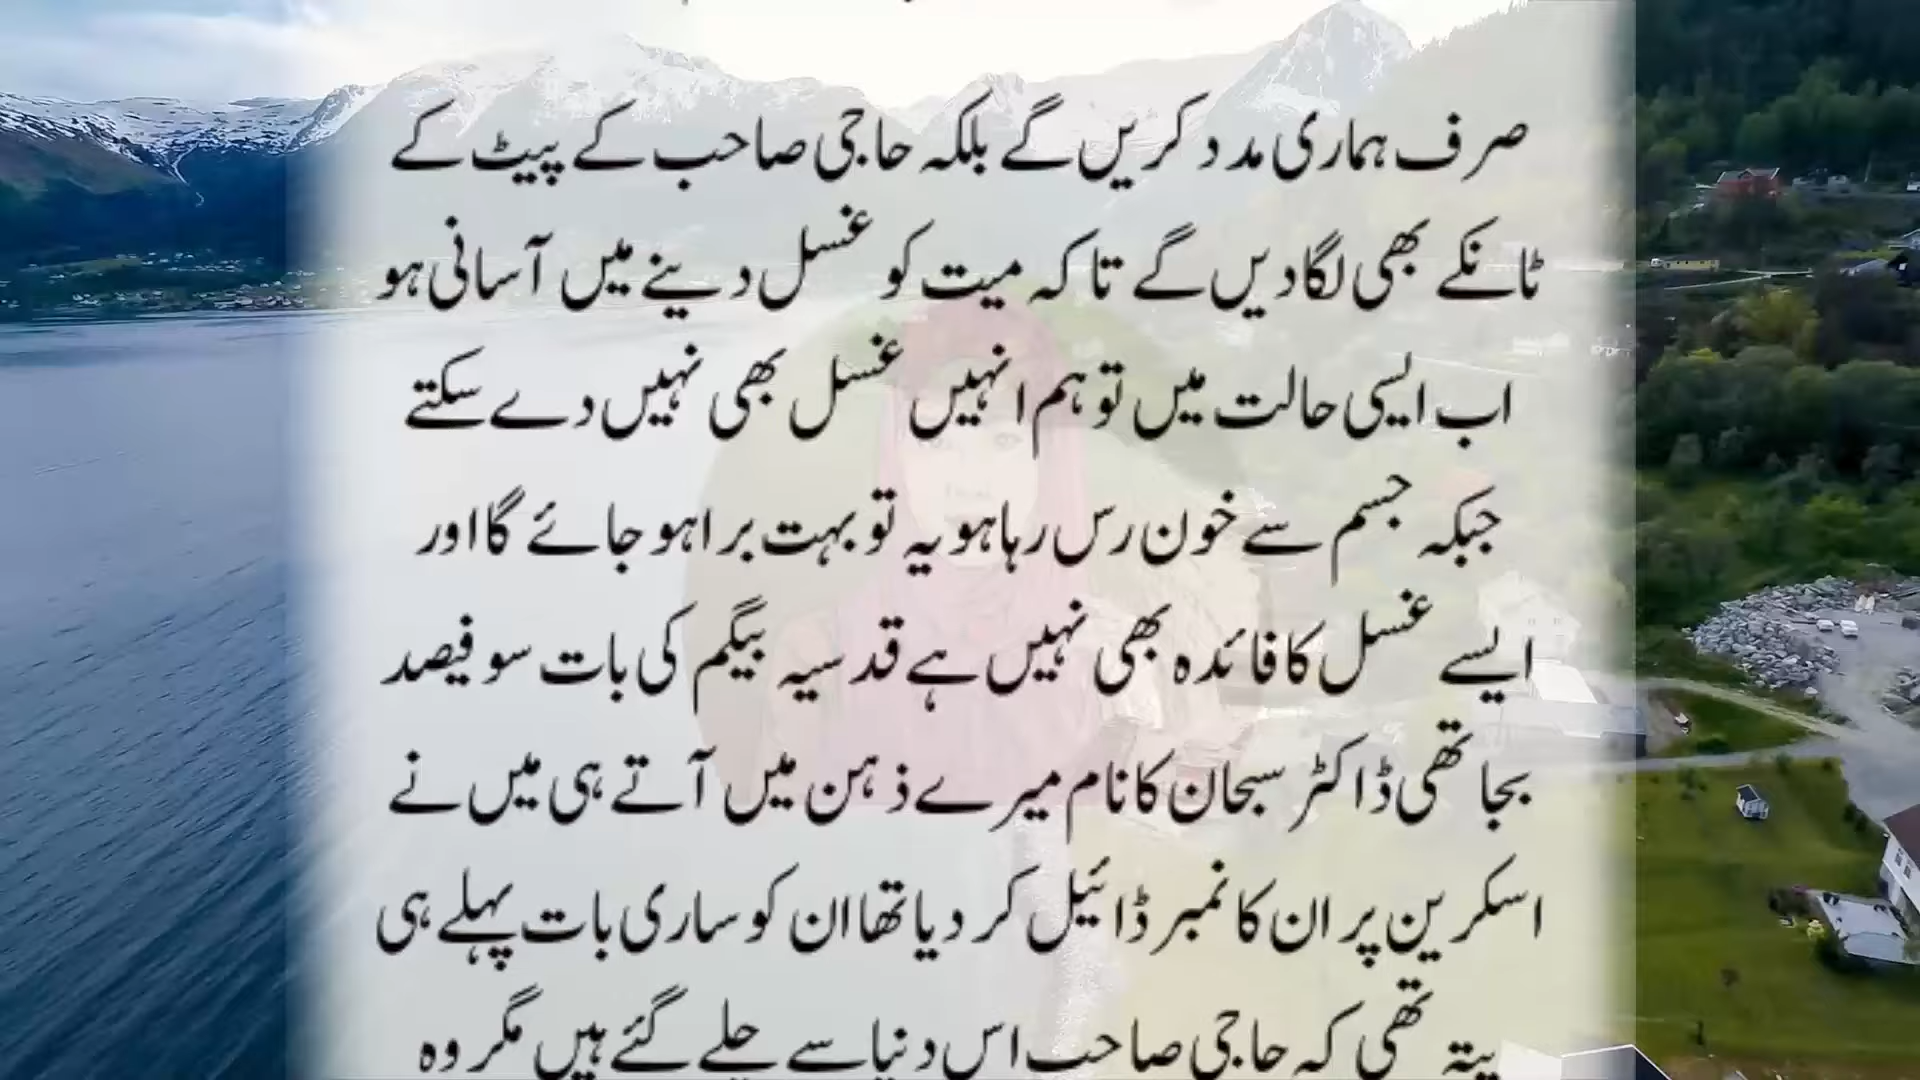 صرف ہماری مدد کریں گے بلکہ حاجی صاحب کے پیٹ کے
ٹانکے بھی لگا دیں گے تاکہ میت کو غسل دینے میں آسانی ہو
اب ایسی حالت میں تو ہم انہیں غسل بھی نہیں دے سکتے
جبکہ جسم سے خون رس رہا ہو یہ تو بہت برا ہو جائے گا اور
ایسے غسل کا فائدہ بھی نہیں ہے قدسیہ بیگم کی بات سو فیصد
بجا تھی ڈاکٹر سبحان کا نام میرے ذہن میں آتے ہی میں نے
اسکرین پر ان کا نمبر ڈائیل کر دیا تھا ان کو ساری بات پہلے ہی
پتہ تھی کہ حاجی صاحب اس دنیا سے چلے گئے ہیں مگر وہ